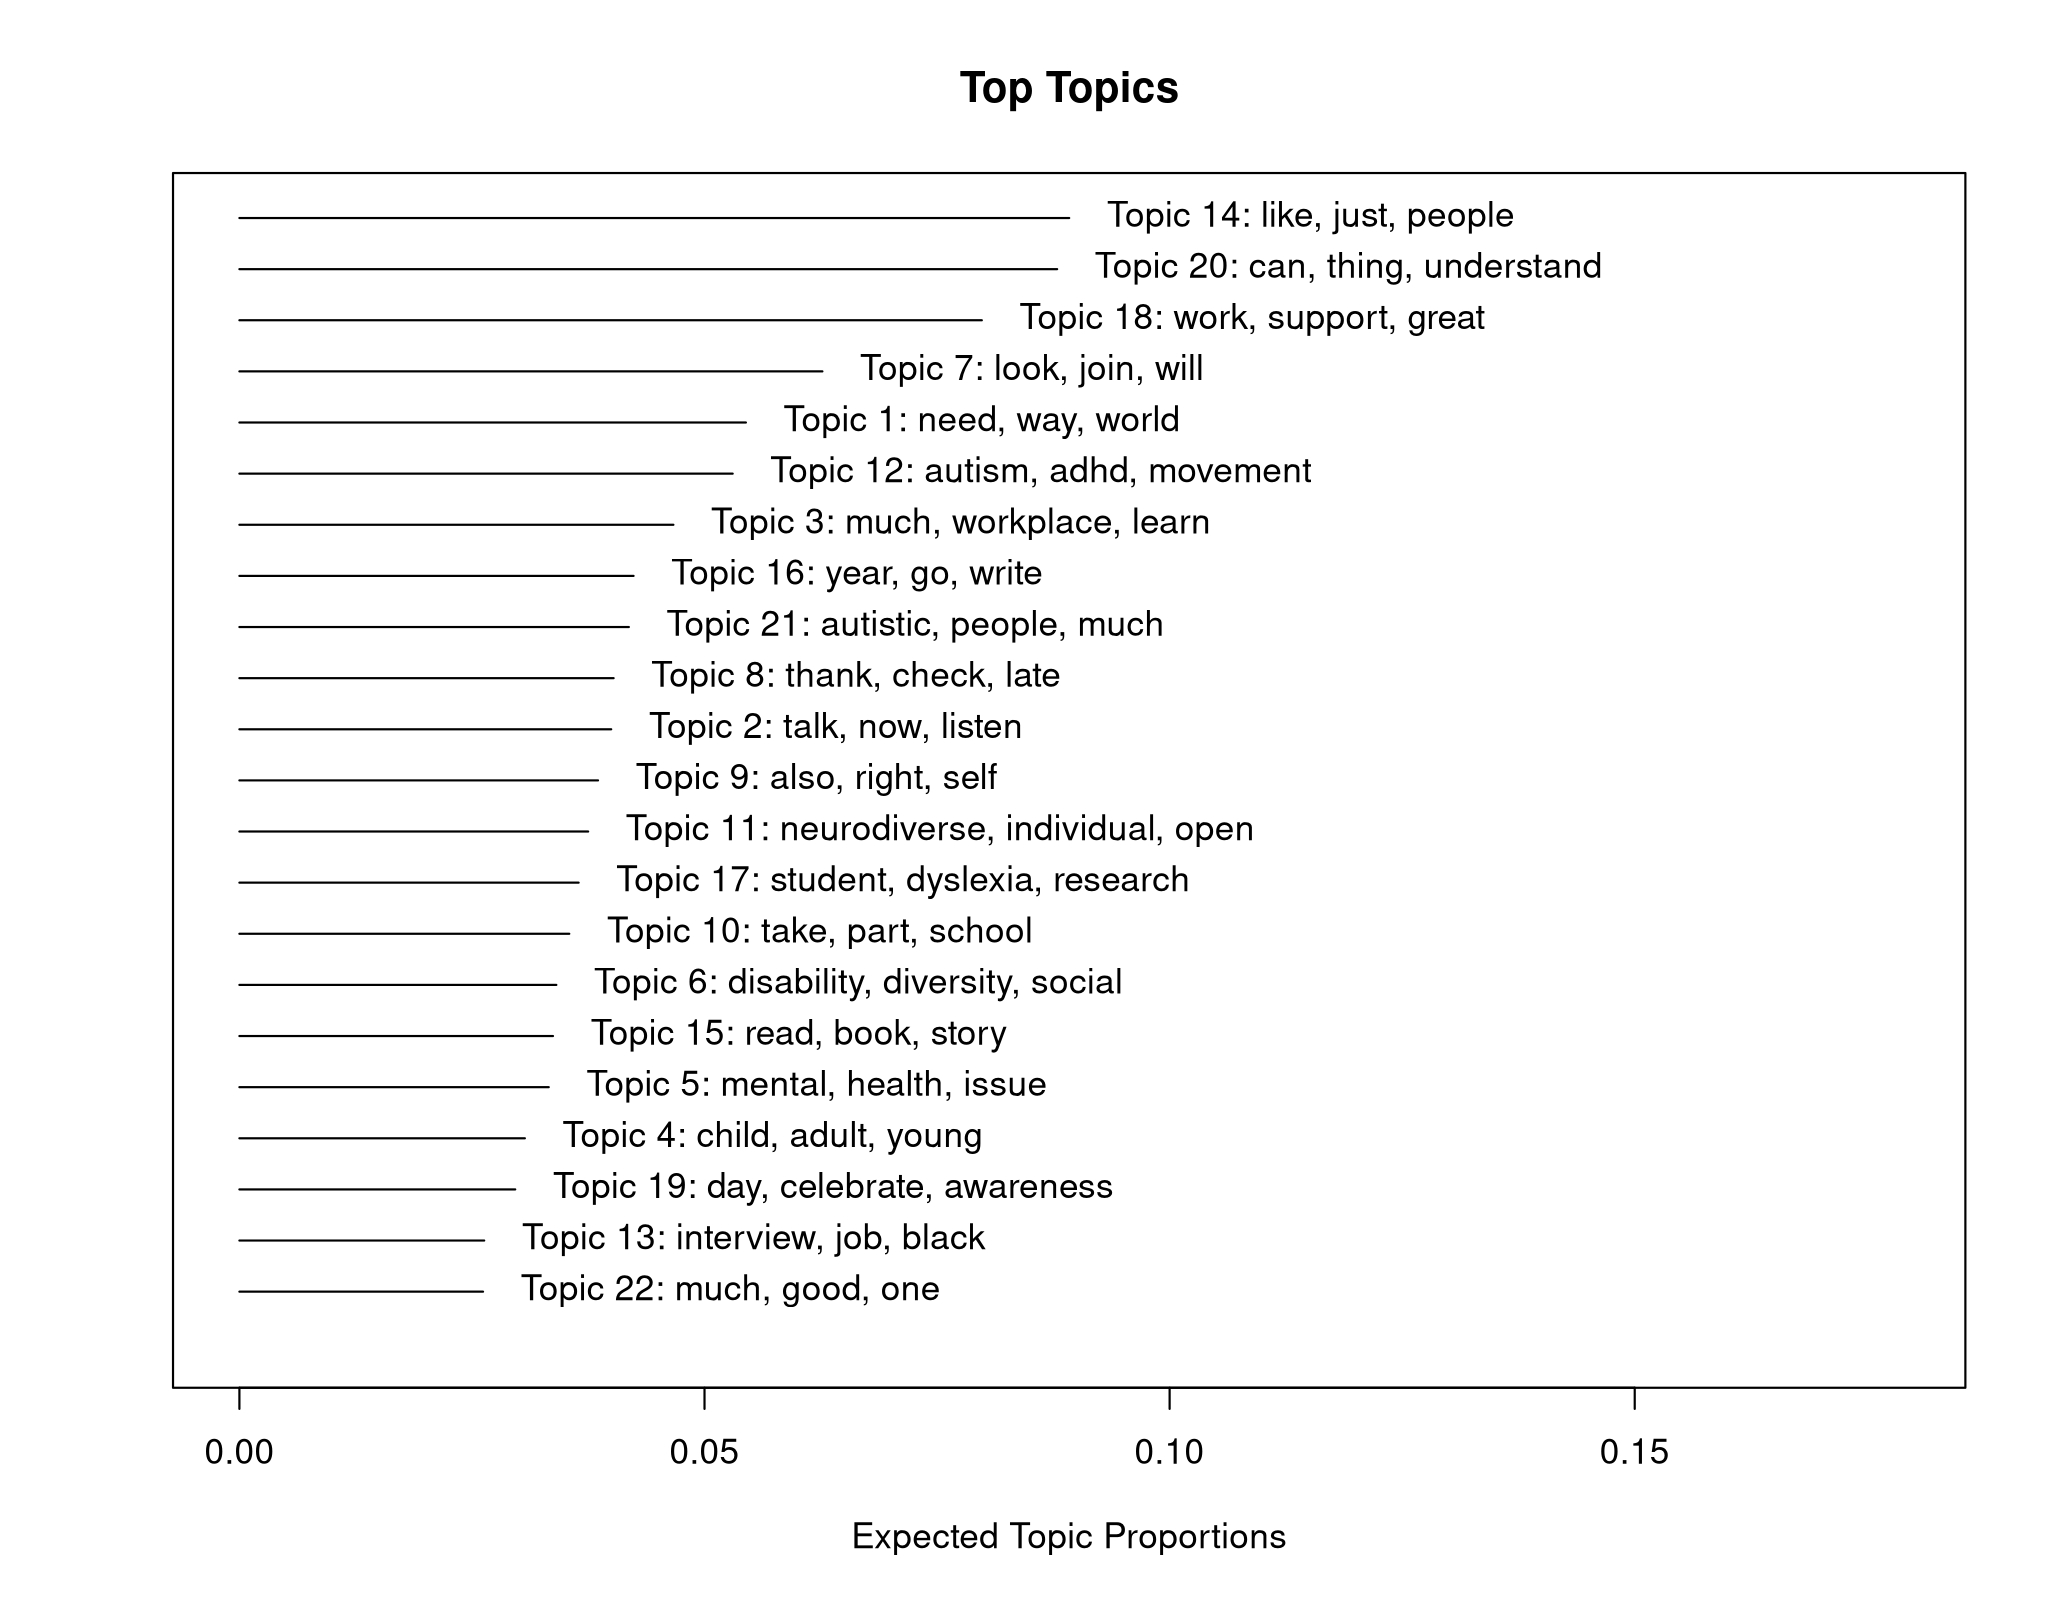 Top Topics
Topic 14: like, just, people
Topic 20: can, thing, understand
Topic 18: work, support, great
Topic 7: look, join, will
Topic 1: need, way, world
Topic 12: autism, adhd, movement
Topic 3: much, workplace, learn
Topic 16: year, go, write
Topic 21: autistic, people, much
Topic 8: thank, check, late
Topic 2: talk, now, listen
Topic 9: also, right, self
Topic 11: neurodiverse, individual, open
Topic 17: student, dyslexia, research
Topic 10: take, part, school
Topic 6: disability, diversity, social
Topic 15: read, book, story
Topic 5: mental, health, issue
Topic 4: child, adult, young
Topic 19: day, celebrate, awareness
Topic 13: interview, job, black
Topic 22: much, good, one
0.00 0.05 0.10 0.15
Expected Topic Proportions